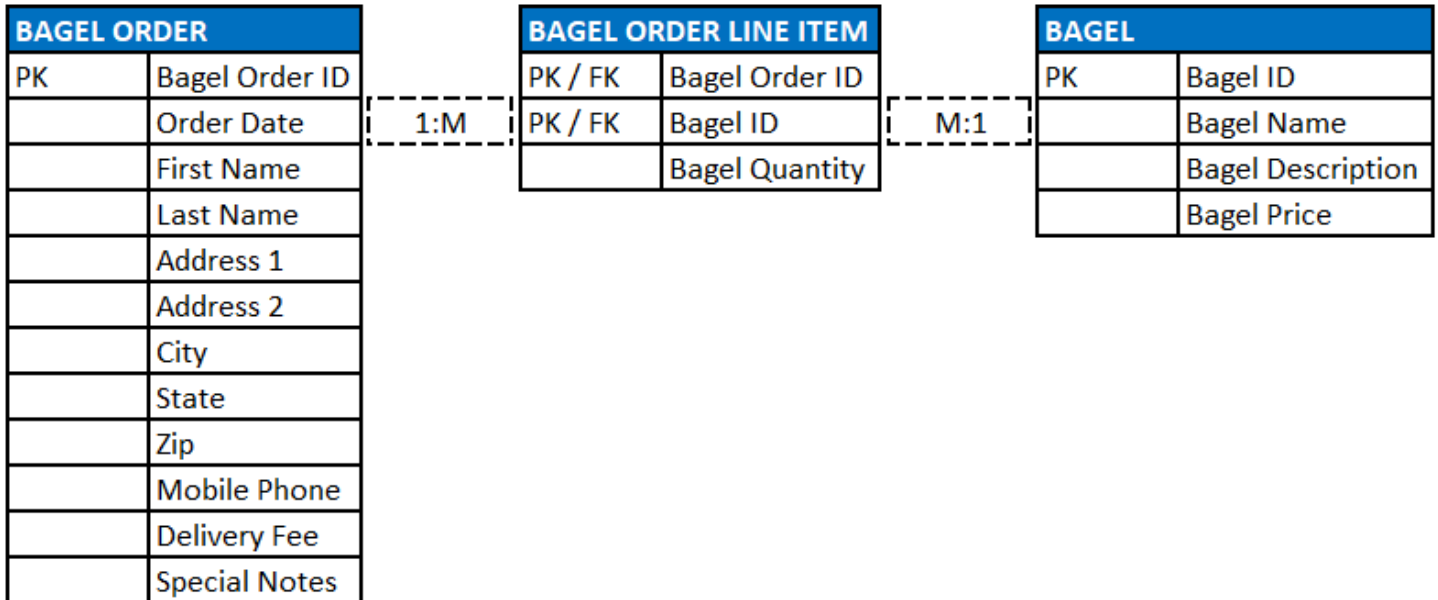 BAGEL ORDER
PK Bagel Order ID
Order Date
First Name
Last Name
Address 1
Address 2
City
State
Zip
Mobile Phone
Delivery Fee
Special Notes
1:M
BAGEL ORDER LINE ITEM
PK / FK Bagel Order ID
PK / FK Bagel ID
Bagel Quantity
M:1
BAGEL
PK Bagel ID
Bagel Name
Bagel Description
Bagel Price